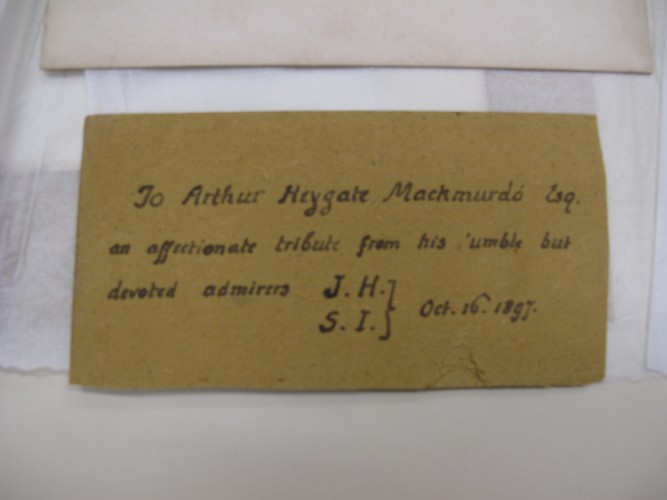 To Arthur Heygate Mackmurdo Esq.
an affectionate tribute from his 'umble but
devoted admirers J. H.
S. I. } Oct. 16. 1897.